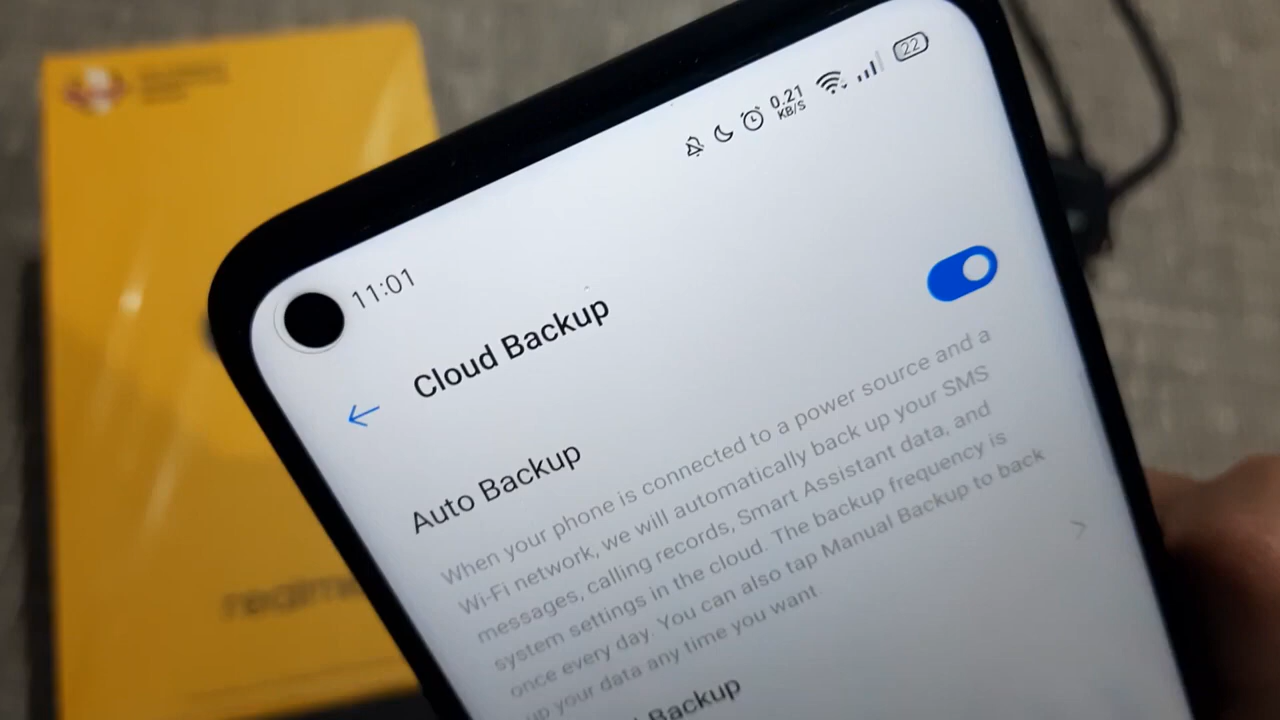 22
0.21
KB/S
11:01
Cloud Backup
Auto Backup
When your phone is connected to a power source and a
Wi-Fi network, we will automatically back up your SMS
messages, calling records, Smart Assistant data, and
system settings in the cloud. The backup frequency is
once every day. You can also tap Manual Backup to back
up your data any time you want.
Backup
realme